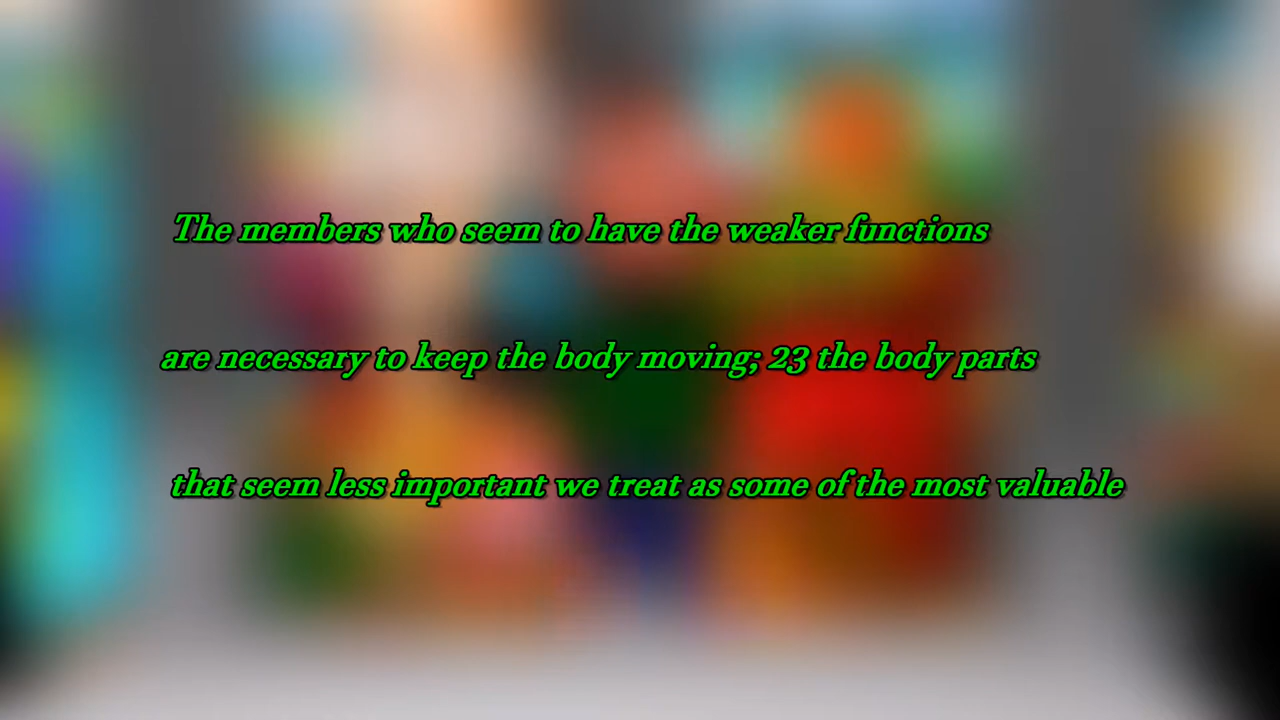 The members who seem to have the weaker functions
are necessary to keep the body moving; 23 the body parts
that seem less important we treat as some of the most valuable